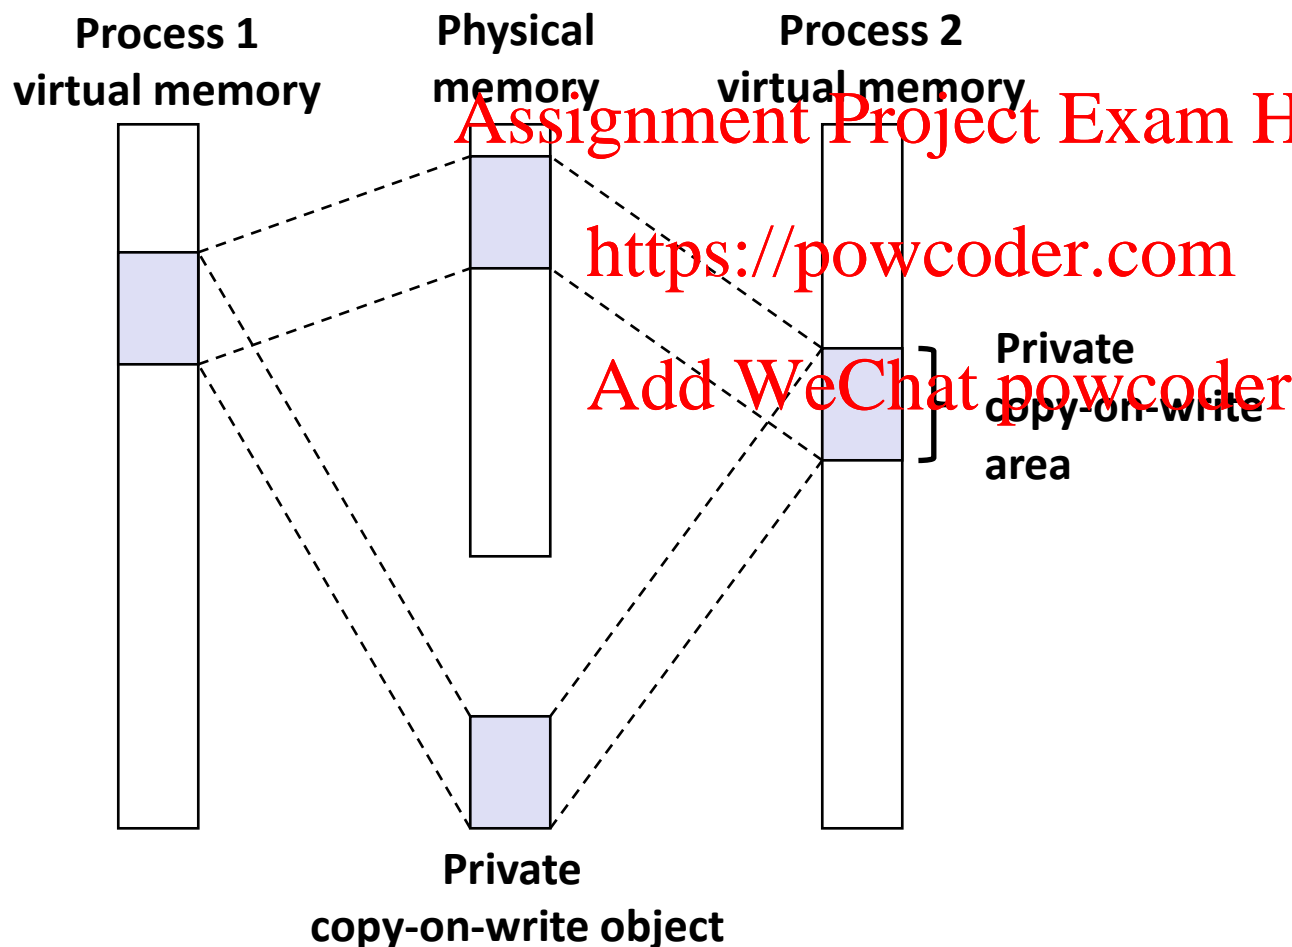 Process 1
virtual memory
Physical
memory
Process 2
virtual memory
Assignment Project Exam H
https://powcoder.com
Add WeChat powcoder
Private
copy-on-write
area
Private
copy-on-write object